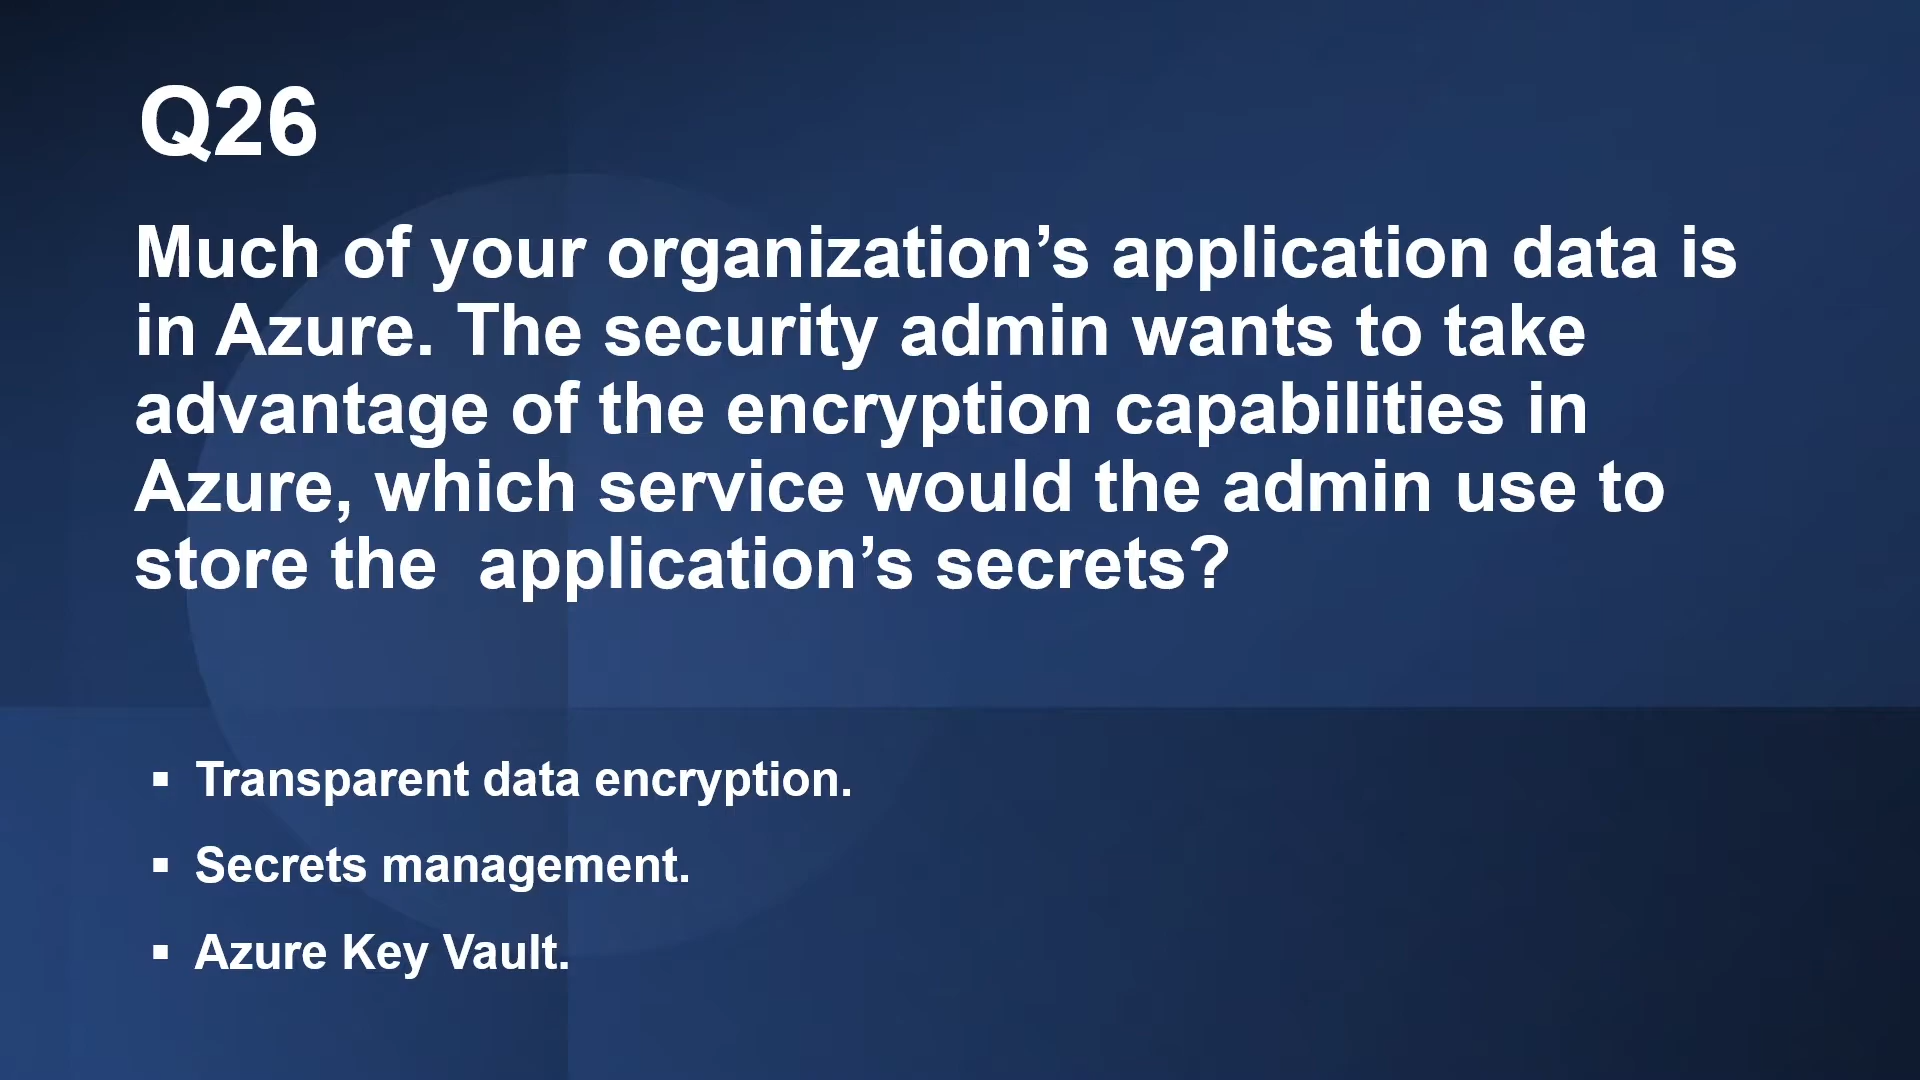 Q26
Much of your organization’s application data is
in Azure. The security admin wants to take
advantage of the encryption capabilities in
Azure, which service would the admin use to
store the  application’s secrets?
▪ Transparent data encryption.
▪ Secrets management.
▪ Azure Key Vault.